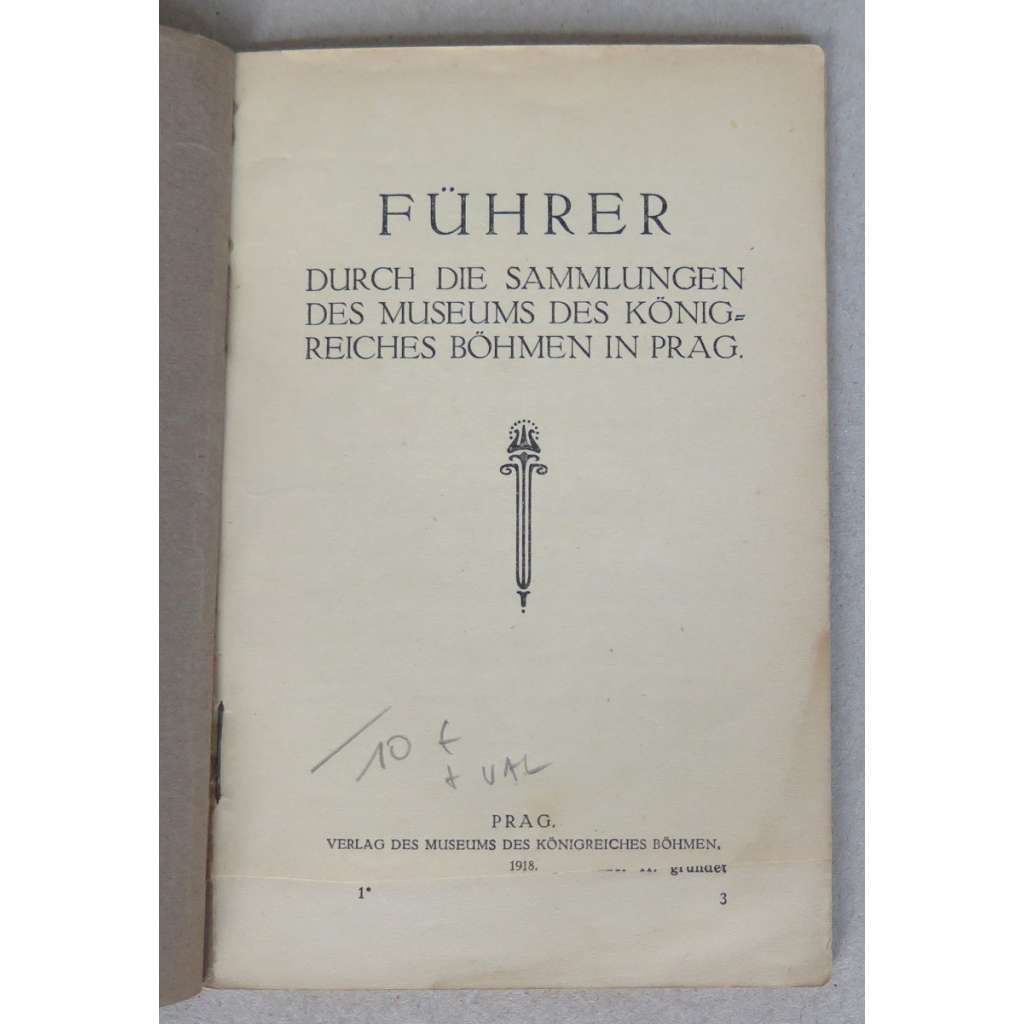 FÜHRER
DURCH DIE SAMMLUNGEN
DES MUSEUMS DES KÖNIG=
REICHES BÖHMEN IN PRAG.
/10
+ VAL
PRAG.
VERLAG DES MUSEUMS DES KÖNIGREICHES BÖHMEN.
1918.
gründet
1*
3